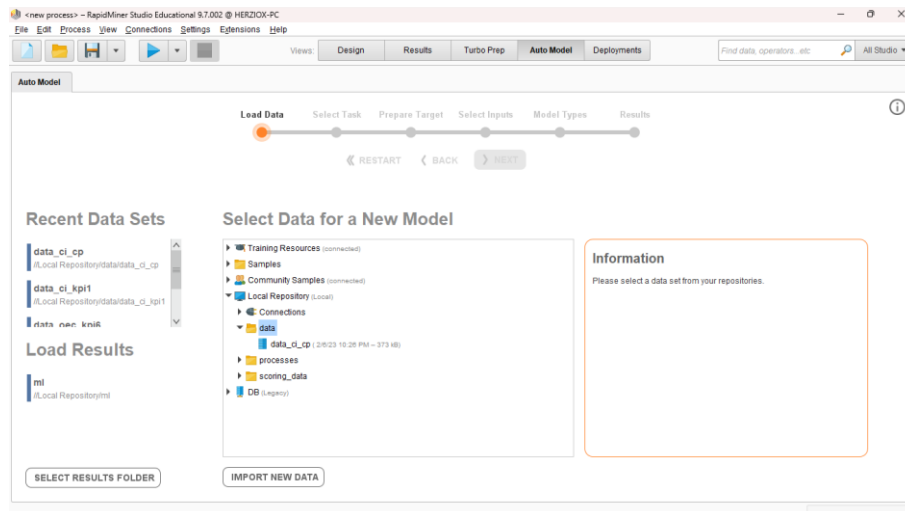 <new process> – RapidMiner Studio Educational 9.7.002 @ HERZIOX-PC
File Edit Process View Connections Settings Extensions Help
Views: Design Results Turbo Prep Auto Model Deployments Find data, operators...etc All Studio
Auto Model
Load Data Select Task Prepare Target Select Inputs Model Types Results
RESTART BACK NEXT
Recent Data Sets
data_ci_cp
//Local Repository/data/data_ci_cp
data_ci_kpi1
//Local Repository/data/data_ci_kpi1
data_oec_kpi6
Load Results
ml
//Local Repository/ml
SELECT RESULTS FOLDER
Select Data for a New Model
Training Resources (connected)
Samples
Community Samples (connected)
Local Repository (Local)
Connections
data
data_ci_cp (2/6/23 10:26 PM – 373 kB)
processes
scoring_data
DB (Legacy)
IMPORT NEW DATA
Information
Please select a data set from your repositories.